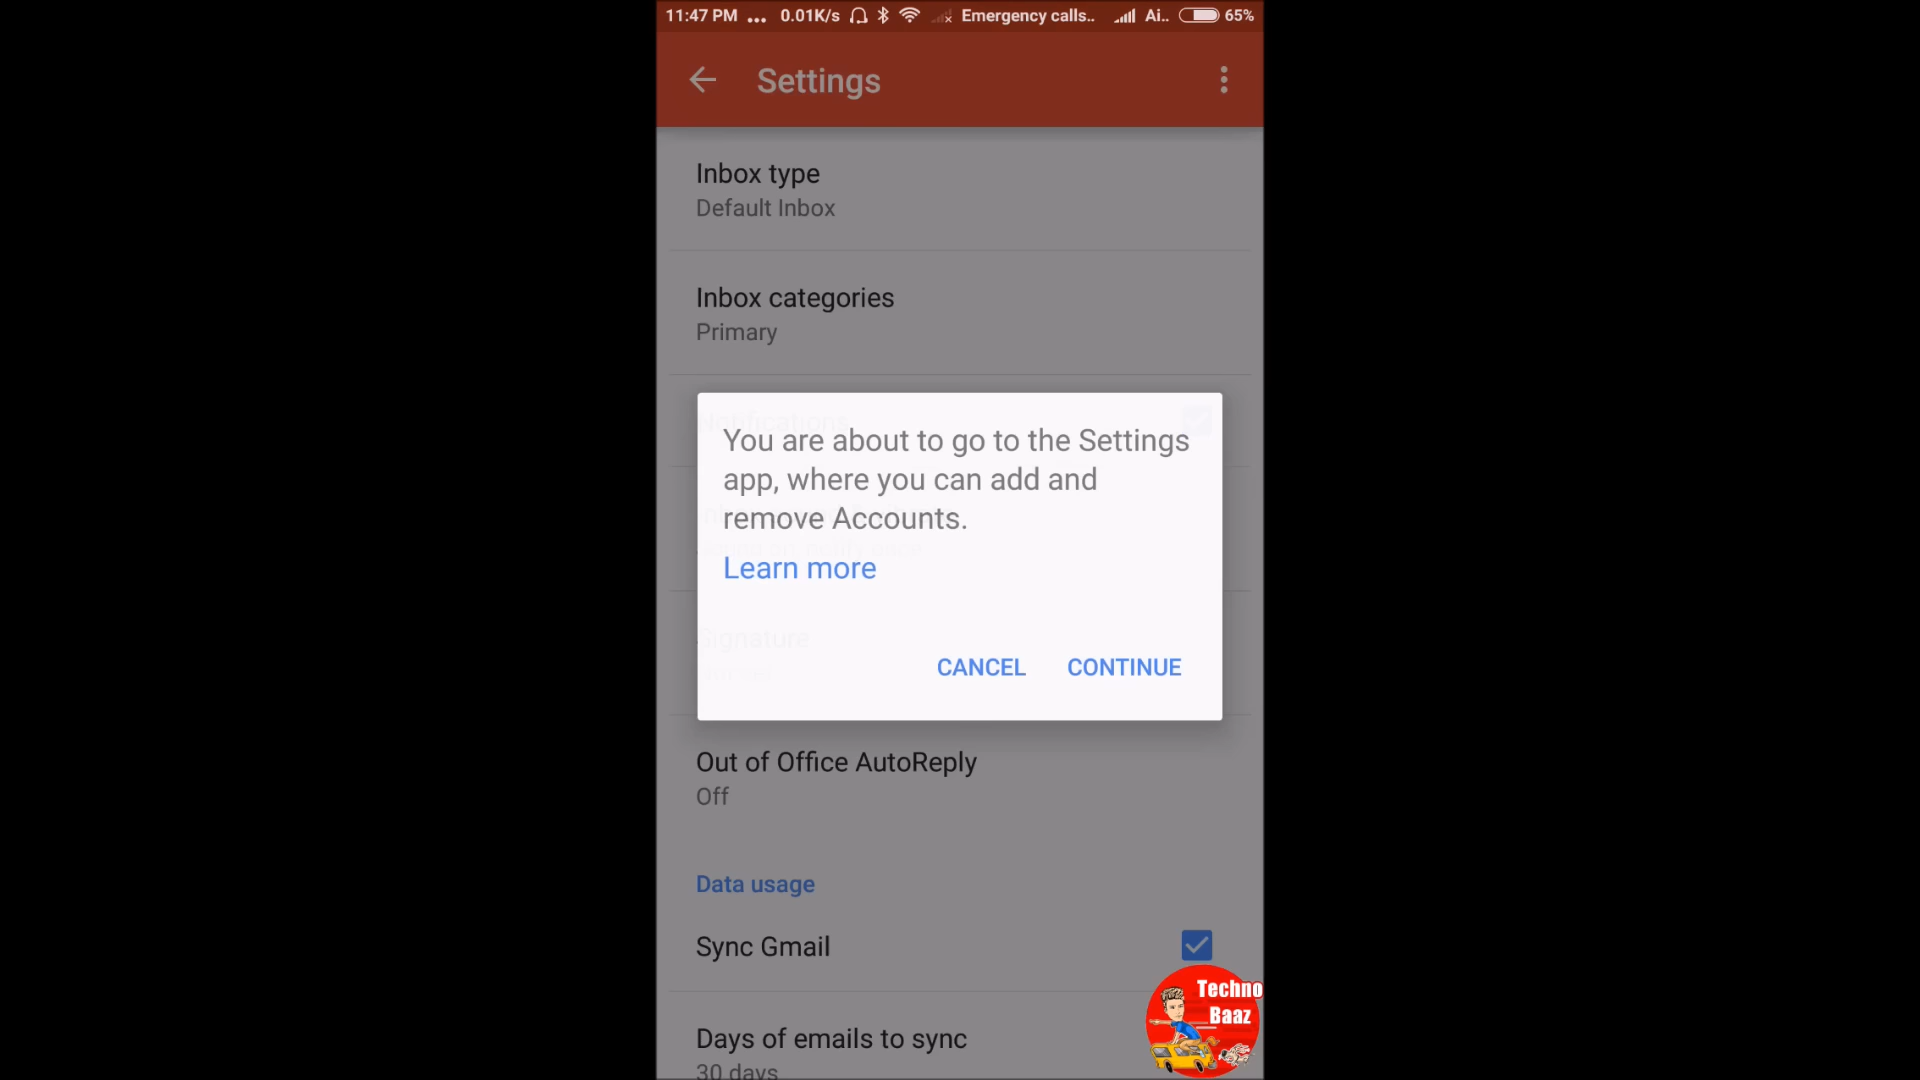 11:47 PM ... 0.01K/s Emergency calls.. Ai.. 65%
Settings
Inbox type
Default Inbox
Inbox categories
Primary
Notifications
You are about to go to the Settings
app, where you can add and
remove Accounts.
Learn more
Signature
CANCEL CONTINUE
Out of Office AutoReply
Off
Data usage
Sync Gmail
Techno
Baaz
Days of emails to sync
30 days